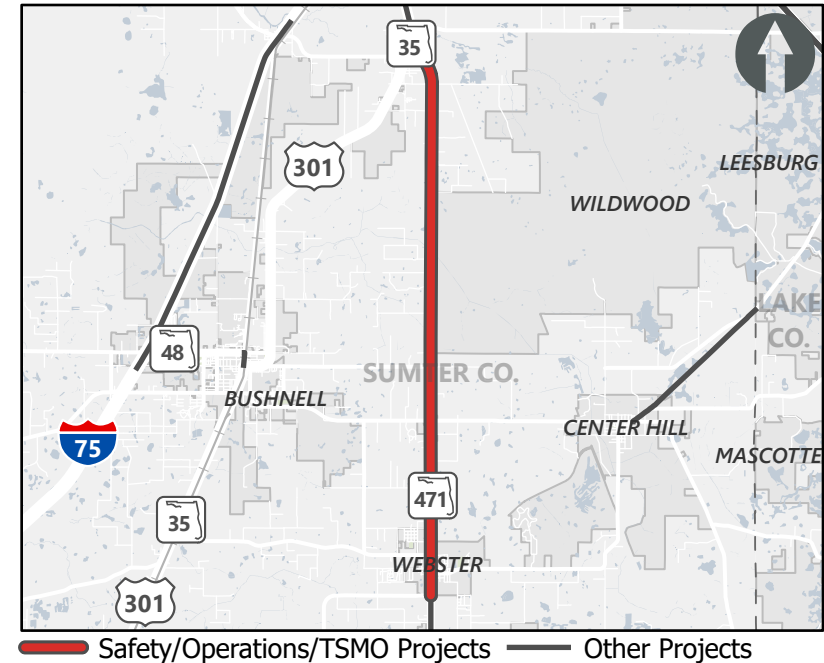 35
301
LEESBURG
WILDWOOD
LAKE
CO.
48
SUMTER CO.
BUSHNELL
75
CENTER HILL
MASCOTTE
471
35
WEBSTER
301
Safety/Operations/TSMO Projects
Other Projects